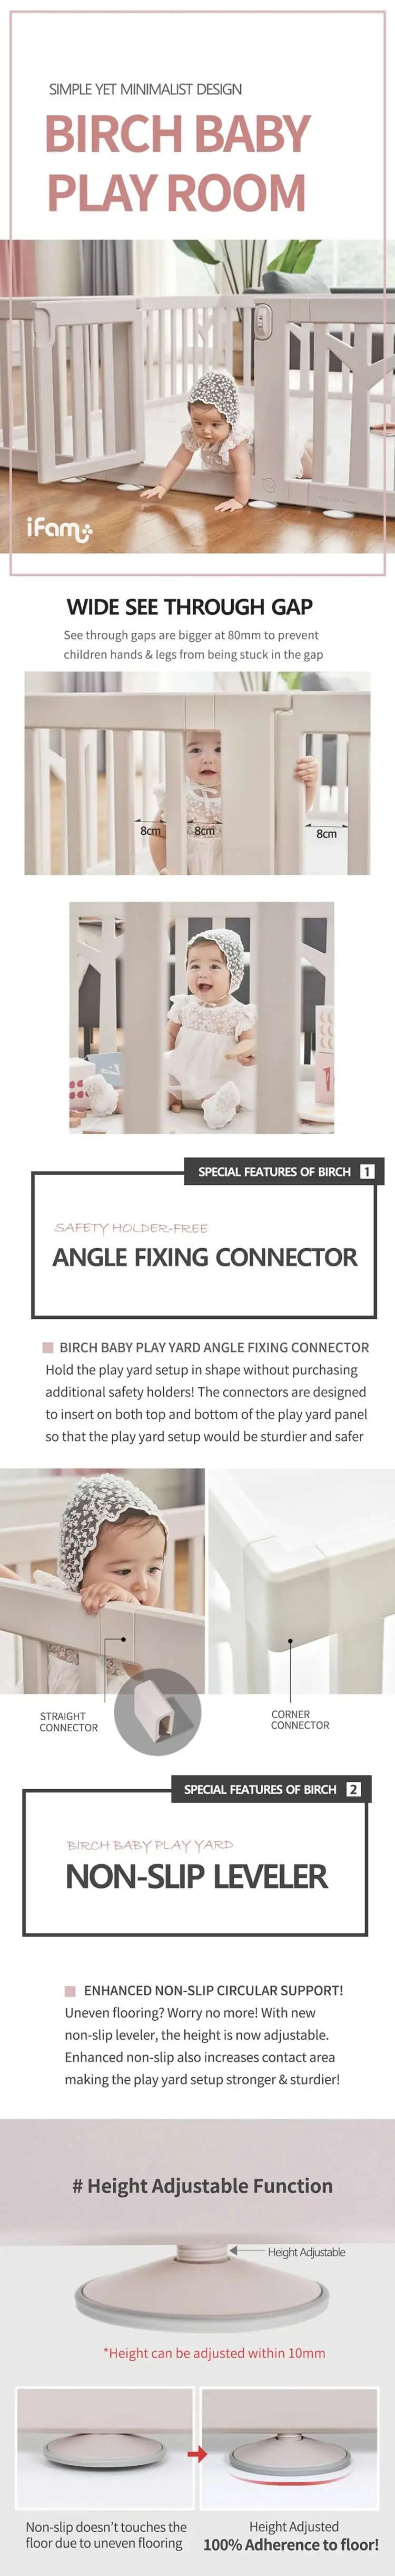 SIMPLE YET MINIMALIST DESIGN
BIRCH BABY
PLAY ROOM
iFam
WIDE SEE THROUGH GAP
See through gaps are bigger at 80mm to prevent
children hands & legs from being stuck in the gap
8cm
8cm
8cm
SPECIAL FEATURES OF BIRCH 1
SAFETY HOLDER-FREE
ANGLE FIXING CONNECTOR
BIRCH BABY PLAY YARD ANGLE FIXING CONNECTOR
Hold the play yard setup in shape without purchasing
additional safety holders! The connectors are designed
to insert on both top and bottom of the play yard panel
so that the play yard setup would be sturdier and safer
STRAIGHT
CONNECTOR
CORNER
CONNECTOR
SPECIAL FEATURES OF BIRCH 2
BIRCH BABY PLAY YARD
NON-SLIP LEVELER
ENHANCED NON-SLIP CIRCULAR SUPPORT!
Uneven flooring? Worry no more! With new
non-slip leveler, the height is now adjustable.
Enhanced non-slip also increases contact area
making the play yard setup stronger & sturdier!
# Height Adjustable Function
Height Adjustable
*Height can be adjusted within 10mm
Non-slip doesn't touches the
floor due to uneven flooring
Height Adjusted
100% Adherence to floor!